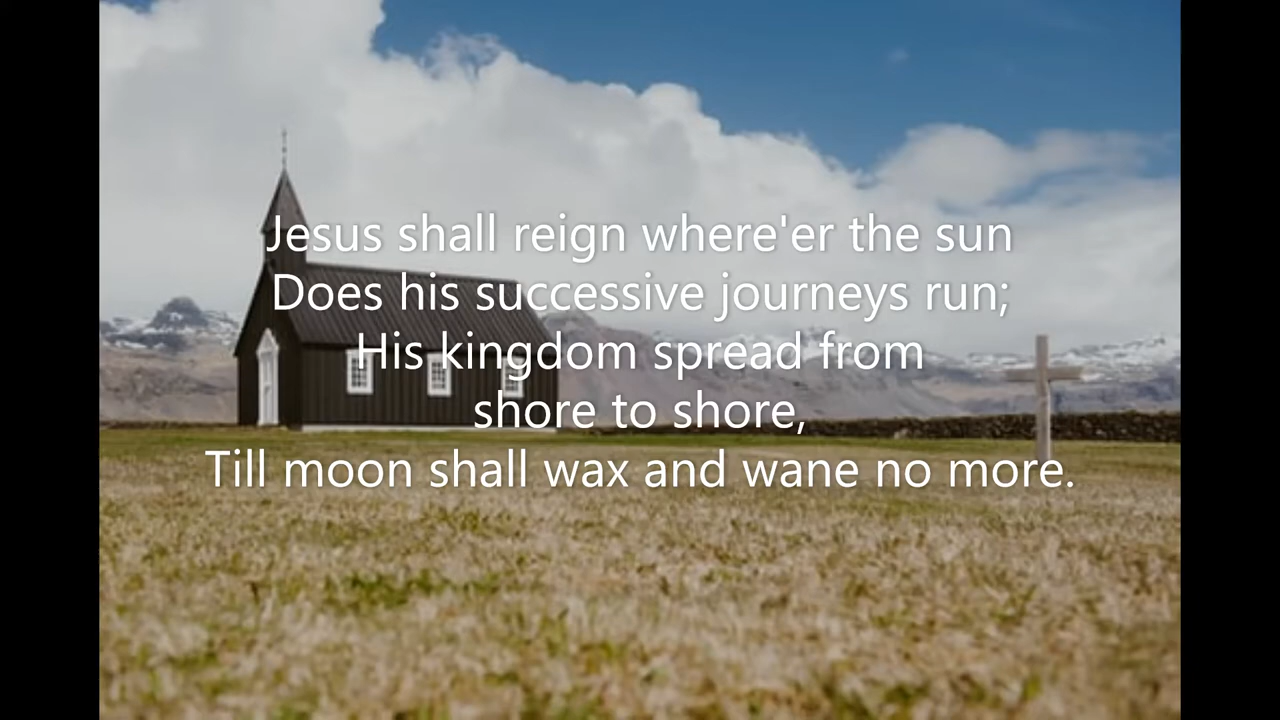 Jesus shall reign where'er the sun
Does his successive journeys run;
His kingdom spread from
shore to shore,
Till moon shall wax and wane no more.